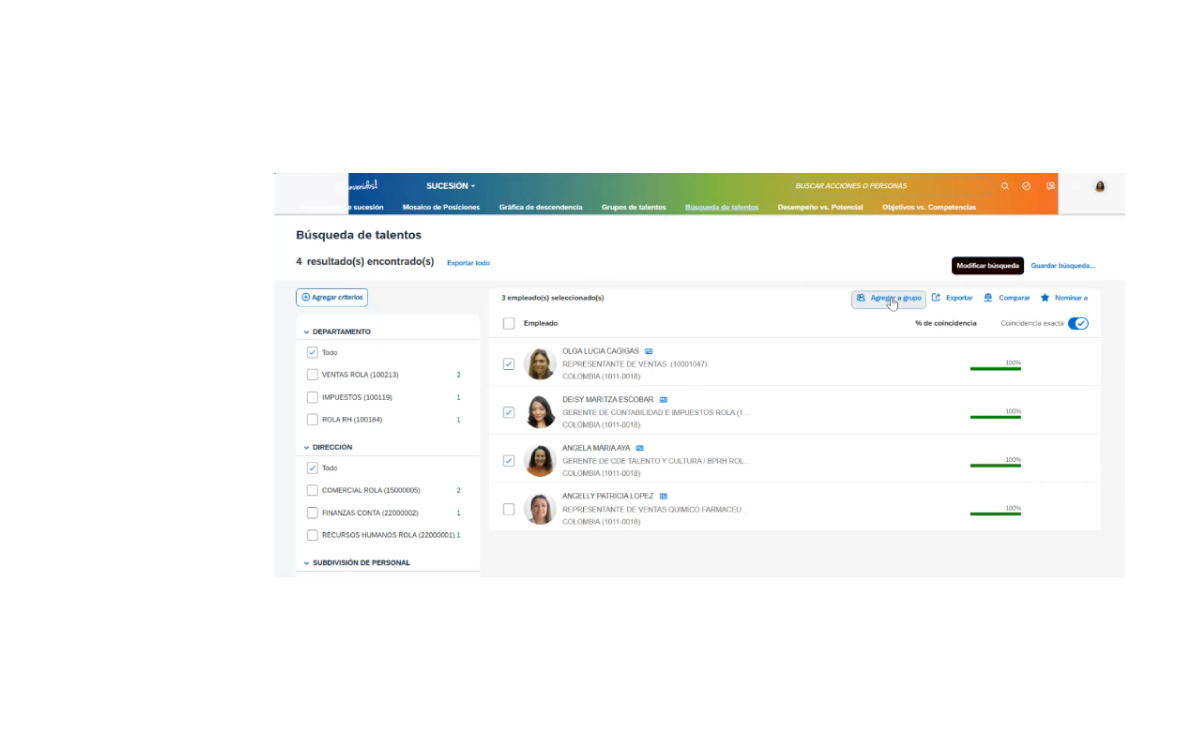 SUCESIÓN
BUSCAR ACCIONES O PERSONAS
sucesión Mosaico de Posiciones Gráfica de descendencia Grupos de talentos Búsqueda de talentos Desempeño vs. Potencial Objetivos vs. Competencias
Búsqueda de talentos
4 resultado(s) encontrado(s) Exportar todo
Modificar búsqueda Guardar búsqueda...
Agregar criterios
3 empleado(s) seleccionado(s)
Agregar a grupo Exportar Comparar Nominar a
Empleado % de coincidencia Coincidencia exacta
DEPARTAMENTO
Todo
VENTAS ROLA (100213) 2
IMPUESTOS (100119) 1
ROLA RH (100184) 1
DIRECCIÓN
Todo
COMERCIAL ROLA (15000005) 2
FINANZAS CONTA (22000002) 1
RECURSOS HUMANOS ROLA (22000001) 1
SUBDIVISIÓN DE PERSONAL
OLGA LUCIA CAGIGAS
REPRESENTANTE DE VENTAS. (10001047)
COLOMBIA (1011-0018)
100%
DEISY MARITZA ESCOBAR
GERENTE DE CONTABILIDAD E IMPUESTOS ROLA (1...
COLOMBIA (1011-0018)
100%
ANGELA MARIA AYA
GERENTE DE CDE TALENTO Y CULTURA / BPRH ROL...
COLOMBIA (1011-0018)
100%
ANGELLY PATRICIA LOPEZ
REPRESENTANTE DE VENTAS QUIMICO FARMACEU...
COLOMBIA (1011-0018)
100%